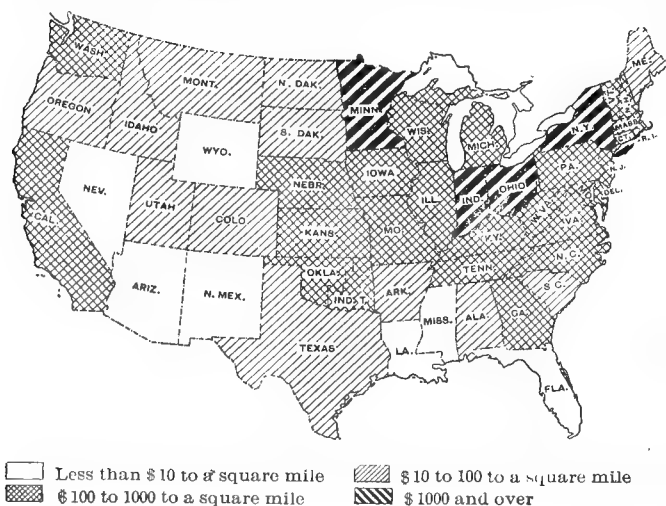 WASH.
MONT.
N. DAK.
MINN.
ME.
OREGON
IDAHO
S. DAK.
WIS.
MICH.
N.Y.
VT.
N.H.
MASS.
CT.
R.I.
WYO.
IOWA
NEBR.
PA.
N.J.
NEV.
UTAH
COLO.
ILL.
IND.
OHIO
DEL.
CAL.
KANS.
MO.
KY.
W.VA.
VA.
ARIZ.
N. MEX.
OKLA.
IND.T.
ARK.
TENN.
N.C.
S.C.
TEXAS
LA.
MISS.
ALA.
GA.
FLA.
Less than $10 to a square mile
$10 to 100 to a square mile
$100 to 1000 to a square mile
$1000 and over